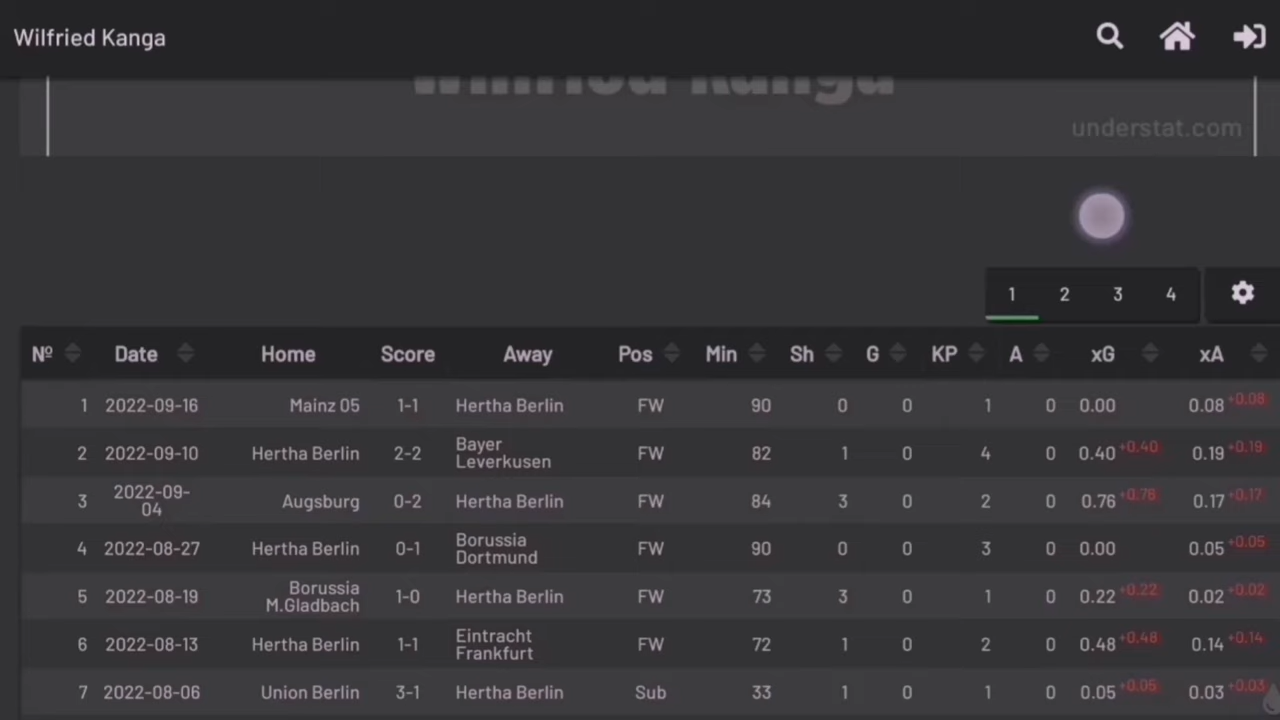 Wilfried Kanga
Wilfried Kanga
understat.com
1 2 3 4
Nº Date Home Score Away Pos Min Sh G KP A xG xA
1 2022-09-16 Mainz 05 1-1 Hertha Berlin FW 90 0 0 1 0 0.00 0.08 +0.08
2 2022-09-10 Hertha Berlin 2-2 Bayer Leverkusen FW 82 1 0 4 0 0.40 +0.40 0.19 +0.19
3 2022-09-04 Augsburg 0-2 Hertha Berlin FW 84 3 0 2 0 0.76 +0.76 0.17 +0.17
4 2022-08-27 Hertha Berlin 0-1 Borussia Dortmund FW 90 0 0 3 0 0.00 0.05 +0.05
5 2022-08-19 Borussia M.Gladbach 1-0 Hertha Berlin FW 73 3 0 1 0 0.22 +0.22 0.02 +0.02
6 2022-08-13 Hertha Berlin 1-1 Eintracht Frankfurt FW 72 1 0 2 0 0.48 +0.48 0.14 +0.14
7 2022-08-06 Union Berlin 3-1 Hertha Berlin Sub 33 1 0 1 0 0.05 +0.05 0.03 +0.03